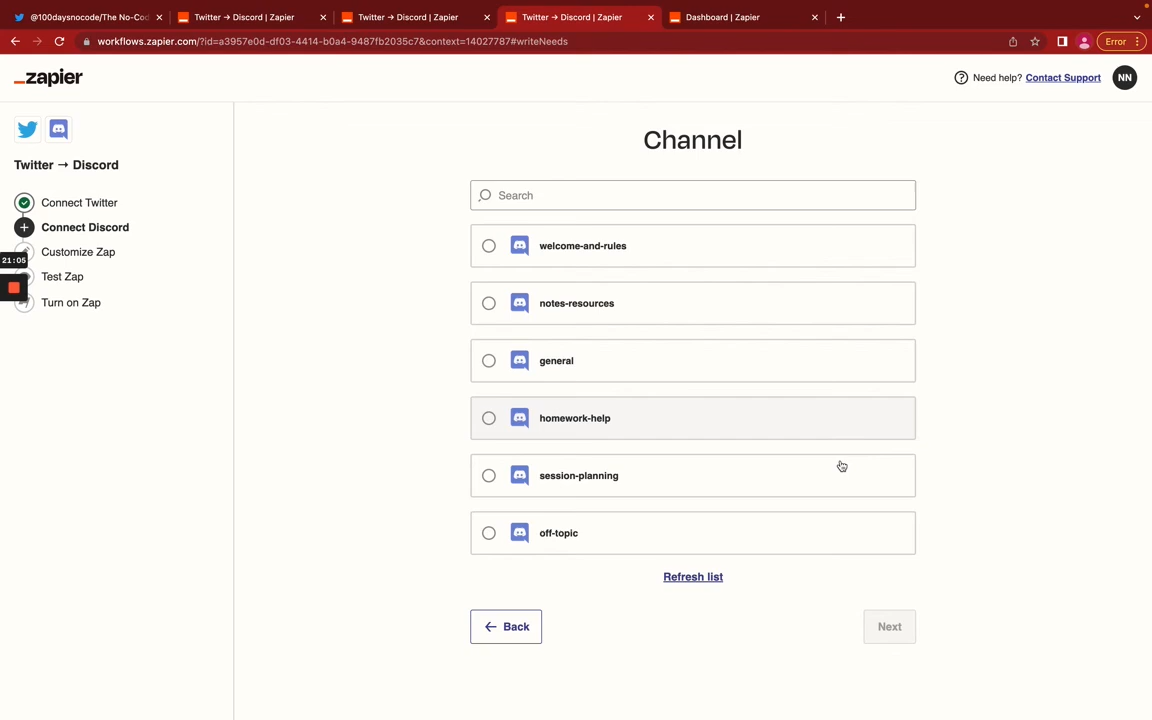 @100daysnocode/The No-Cod
Twitter → Discord | Zapier
Twitter → Discord | Zapier
Twitter → Discord | Zapier
Dashboard | Zapier
workflows.zapier.com/?id=a3957e0d-df03-4414-b0a4-9487fb2035c7&context=14027787#writeNeeds
Error
_zapier
Need help? Contact Support
NN
Twitter → Discord
Connect Twitter
Connect Discord
Customize Zap
21:05
Test Zap
Turn on Zap
Channel
Search
welcome-and-rules
notes-resources
general
homework-help
session-planning
off-topic
Refresh list
← Back
Next